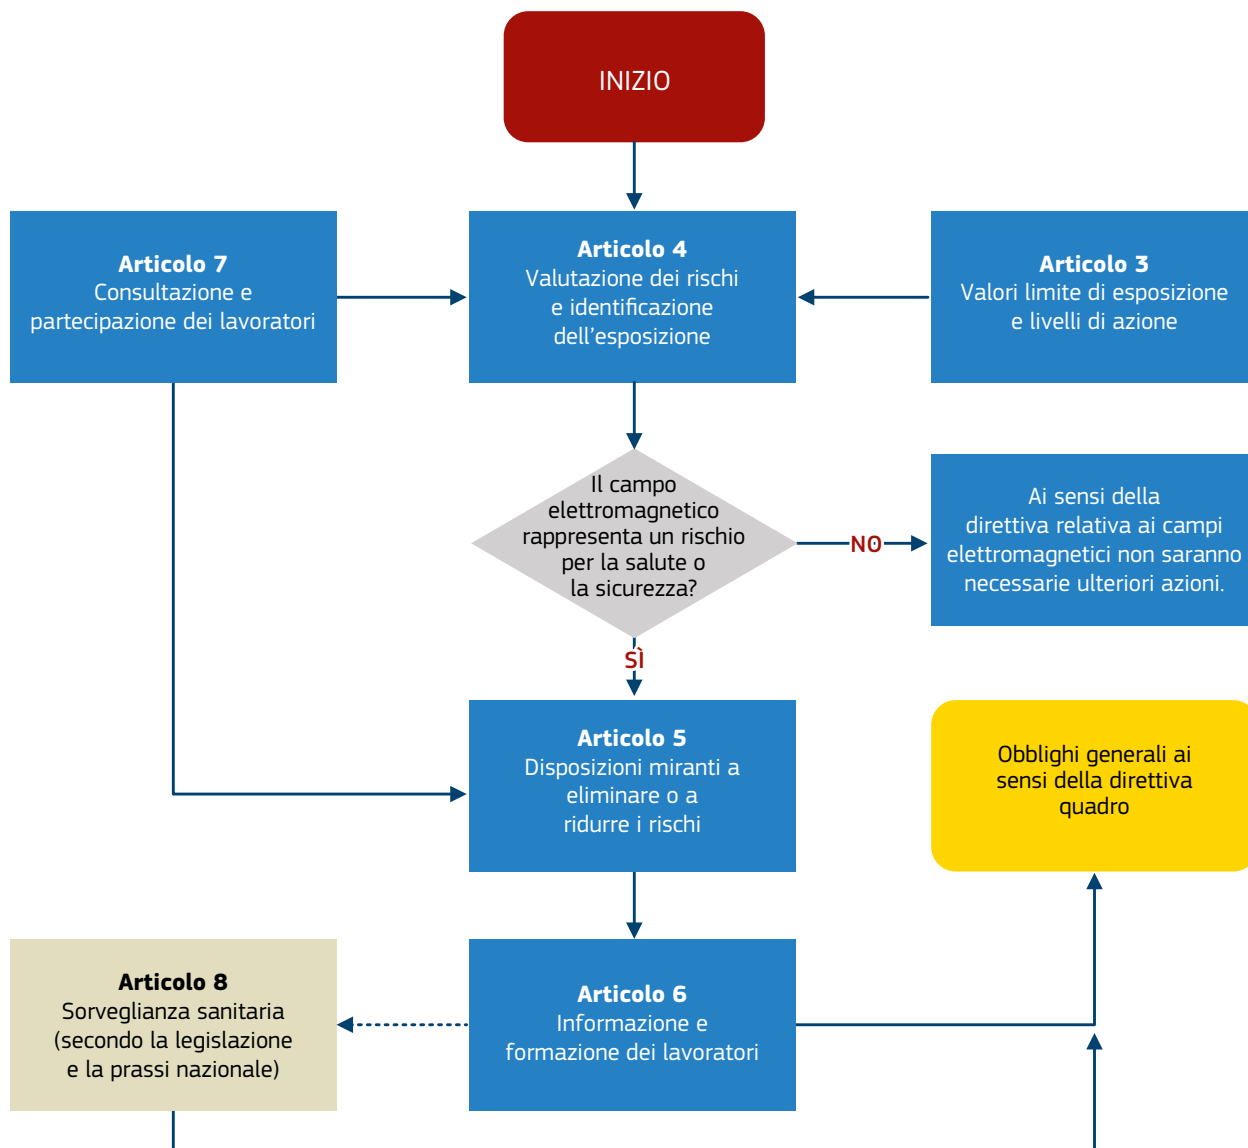 INIZIO
Articolo 7
Consultazione e
partecipazione dei lavoratori
Articolo 4
Valutazione dei rischi
e identificazione
dell'esposizione
Articolo 3
Valori limite di esposizione
e livelli di azione
Il campo
elettromagnetico
rappresenta un rischio
per la salute o
la sicurezza?
NO
Ai sensi della
direttiva relativa ai campi
elettromagnetici non saranno
necessarie ulteriori azioni.
SÌ
Articolo 5
Disposizioni miranti a
eliminare o a
ridurre i rischi
Obblighi generali ai
sensi della direttiva
quadro
Articolo 8
Sorveglianza sanitaria
(secondo la legislazione
e la prassi nazionale)
Articolo 6
Informazione e
formazione dei lavoratori